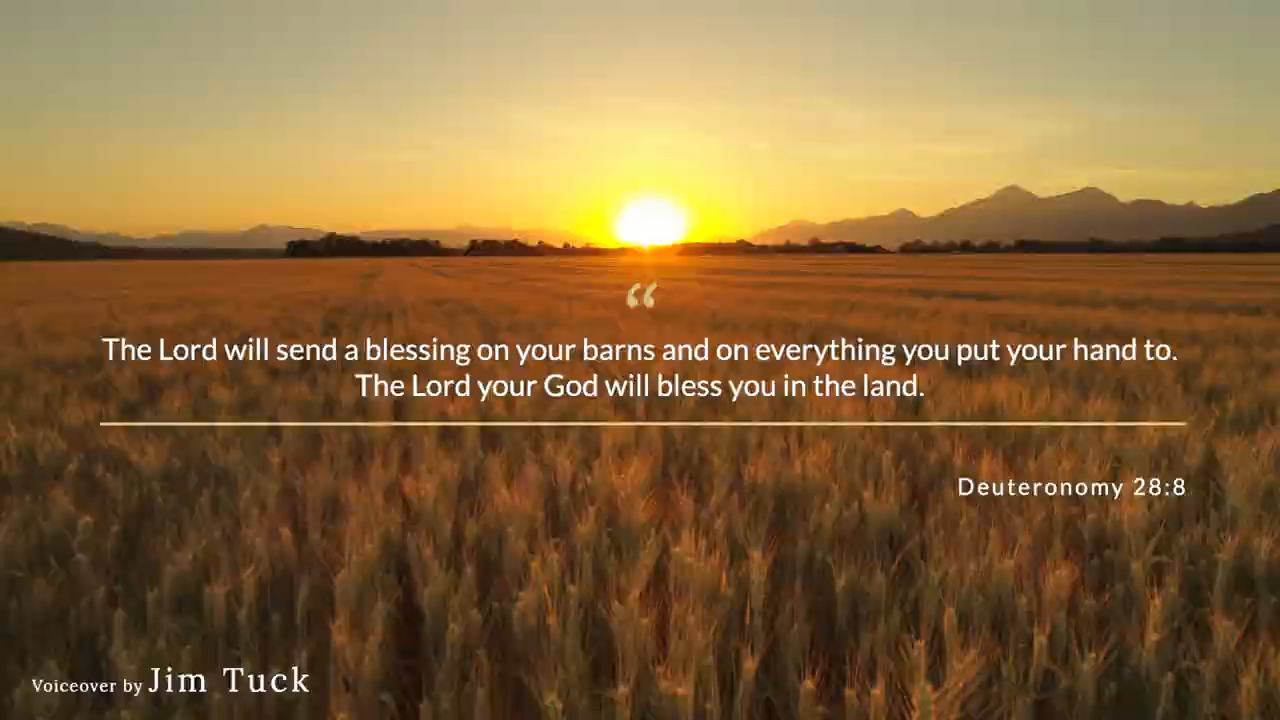 “
The Lord will send a blessing on your barns and on everything you put your hand to.
The Lord your God will bless you in the land.
Deuteronomy 28:8
Voiceover by Jim Tuck